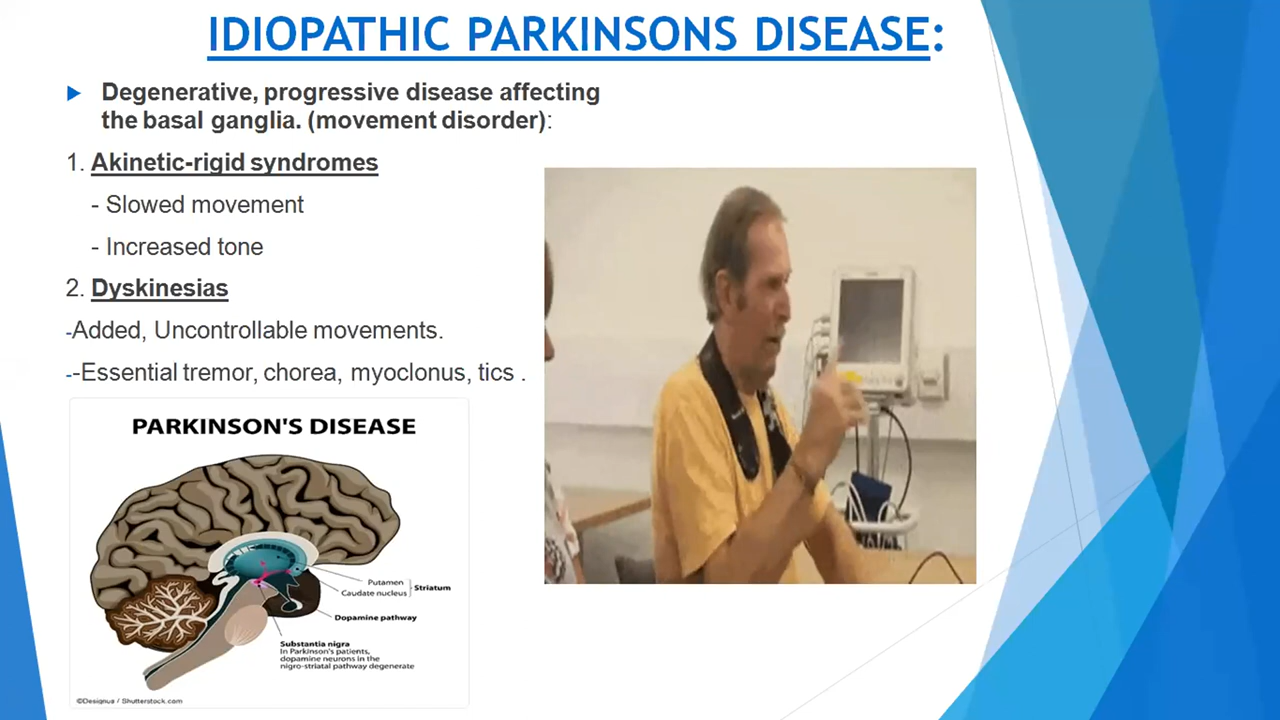 IDIOPATHIC PARKINSONS DISEASE:
Degenerative, progressive disease affecting
the basal ganglia. (movement disorder):
1. Akinetic-rigid syndromes
- Slowed movement
- Increased tone
2. Dyskinesias
-Added, Uncontrollable movements.
--Essential tremor, chorea, myoclonus, tics .
PARKINSON'S DISEASE
Putamen
Caudate nucleus
Striatum
Dopamine pathway
Substantia nigra
In Parkinson's patients,
dopamine neurons in the
nigro-striatal pathway degenerate
©Designua / Shutterstock.com